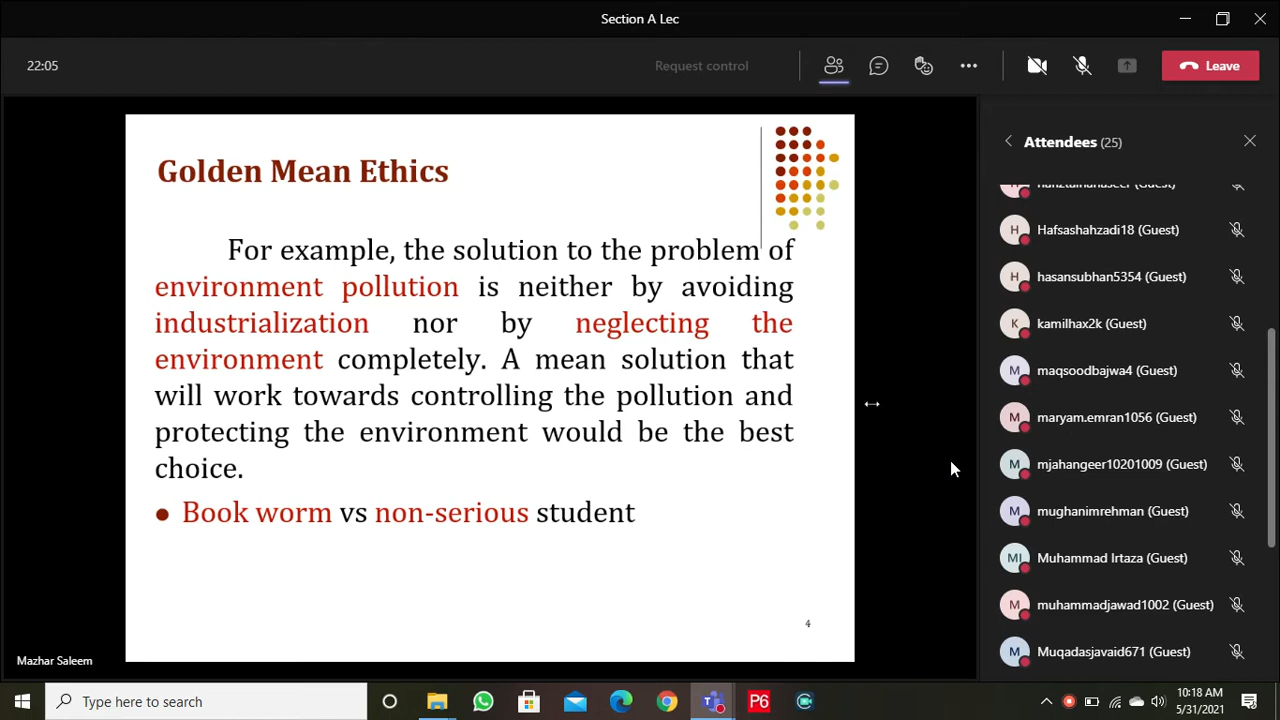 Section A Lec
22:05
Request control
Leave
Golden Mean Ethics
For example, the solution to the problem of
environment pollution is neither by avoiding
industrialization nor by neglecting the
environment completely. A mean solution that
will work towards controlling the pollution and
protecting the environment would be the best
choice.
Book worm vs non-serious student
4
Mazhar Saleem
Attendees (25)
(Guest)
H Hafsashahzadi18 (Guest)
H hasansubhan5354 (Guest)
K kamilhax2k (Guest)
M maqsoodbajwa4 (Guest)
M maryam.emran1056 (Guest)
M mjahangeer10201009 (Guest)
M mughanimrehman (Guest)
MI Muhammad Irtaza (Guest)
M muhammadjawad1002 (Guest)
M Muqadasjavaid671 (Guest)
Type here to search
P6
10:18 AM
5/31/2021